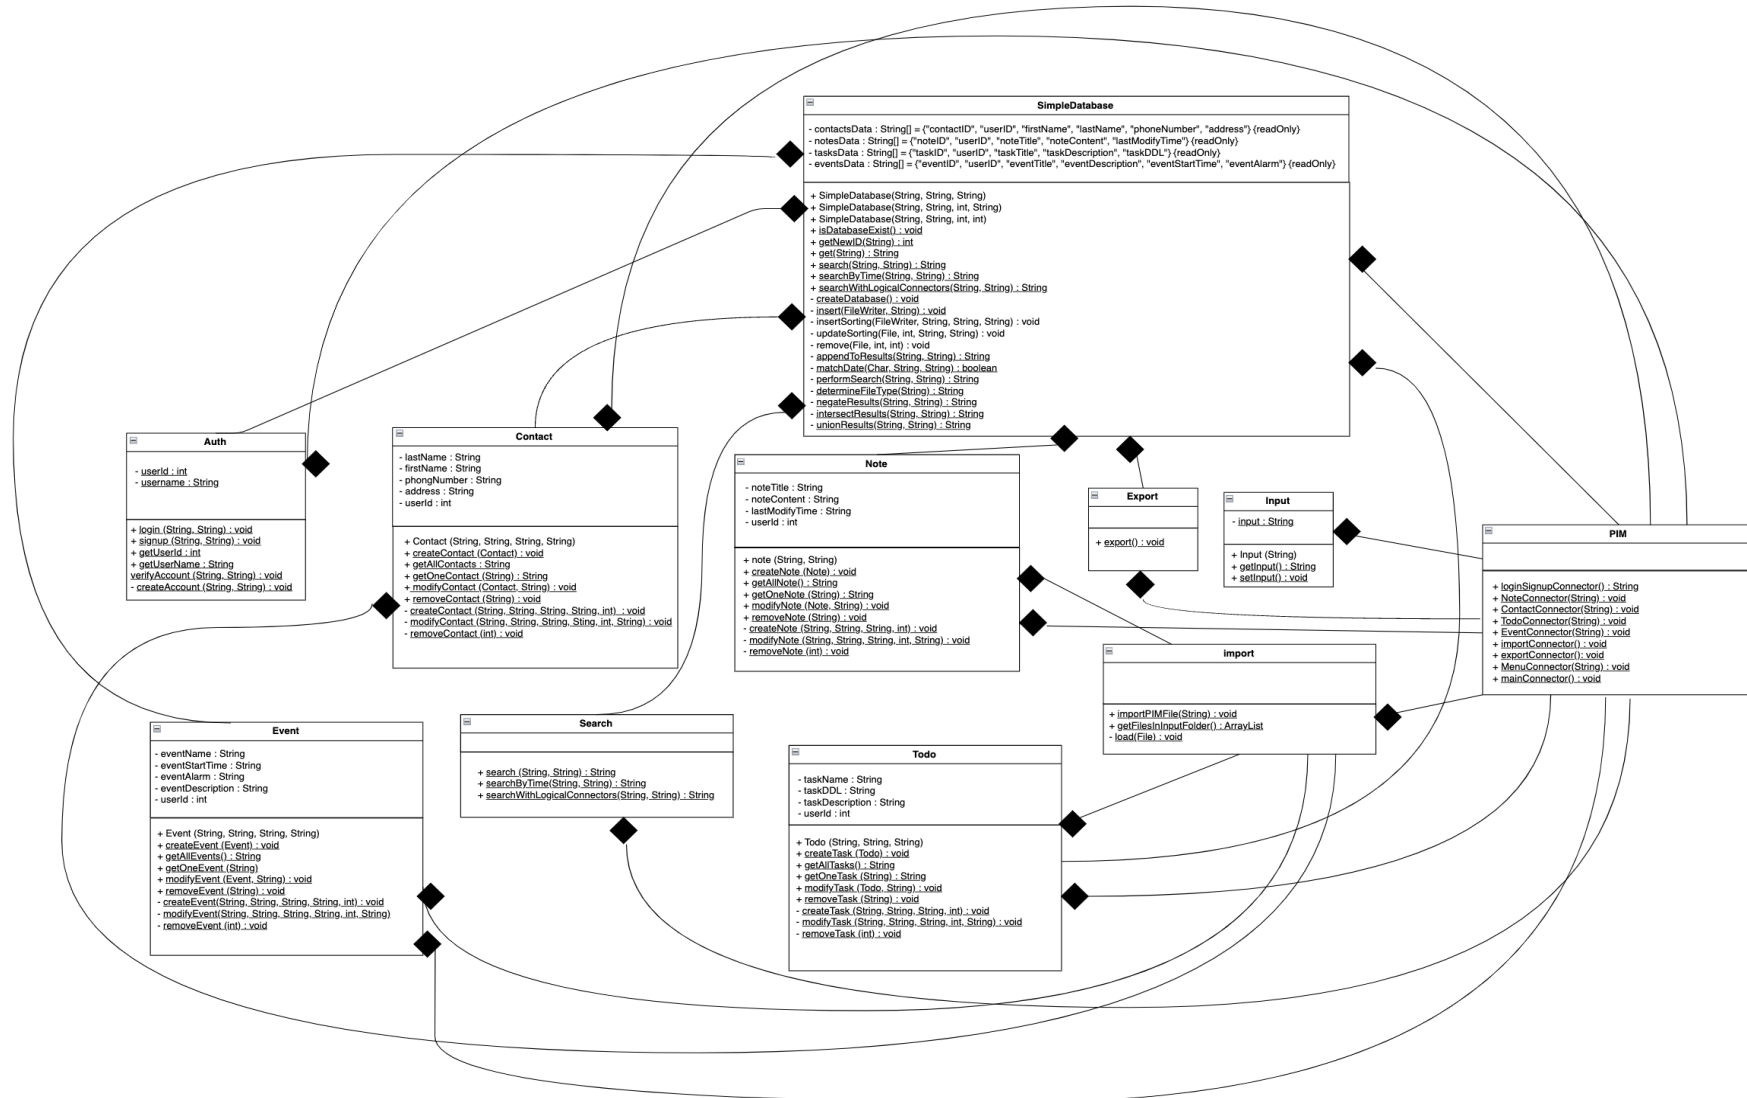 SimpleDatabase
- contactsData : String[] = {"contactID", "userID", "firstName", "lastName", "phoneNumber", "address"} {readOnly}
- notesData : String[] = {"noteID", "userID", "noteTitle", "noteContent", "lastModifyTime"} {readOnly}
- tasksData : String[] = {"taskID", "userID", "taskTitle", "taskDescription", "taskDDL"} {readOnly}
- eventsData : String[] = {"eventID", "userID", "eventTitle", "eventDescription", "eventStartTime", "eventAlarm"} {readOnly}
+ SimpleDatabase(String, String, String)
+ SimpleDatabase(String, String, int, String)
+ SimpleDatabase(String, String, int, int)
+ isDatabaseExist() : void
+ getNewID(String) : int
+ get(String) : String
+ search(String, String) : String
+ searchByTime(String, String) : String
+ searchWithLogicalConnectors(String, String) : String
- createDatabase() : void
- insert(FileWriter, String) : void
- insertSorting(FileWriter, String, String, String) : void
- updateSorting(File, int, String, String) : void
- remove(File, int, int) : void
- appendToResults(String, String) : String
- matchDate(Char, String, String) : boolean
- performSearch(String, String) : String
- determineFileType(String) : String
- negateResults(String, String) : String
- intersectResults(String, String) : String
- unionResults(String, String) : String
Auth
- userId : int
- username : String
+ login (String, String) : void
+ signup (String, String) : void
+ getUserId : int
+ getUserName : String
verifyAccount (String, String) : void
- createAccount (String, String) : void
Contact
- lastName : String
- firstName : String
- phongNumber : String
- address : String
- userId : int
+ Contact (String, String, String, String)
+ createContact (Contact) : void
+ getAllContacts : String
+ getOneContact (String) : String
+ modifyContact (Contact, String) : void
+ removeContact (String) : void
- createContact (String, String, String, String, int) : void
- modifyContact (String, String, String, Sting, int, String) : void
- removeContact (int) : void
Note
- noteTitle : String
- noteContent : String
- lastModifyTime : String
- userId : int
+ note (String, String)
+ createNote (Note) : void
+ getAllNote() : String
+ getOneNote (String) : String
+ modifyNote (Note, String) : void
+ removeNote (String) : void
- createNote (String, String, String, int) : void
- modifyNote (String, String, String, int, String) : void
- removeNote (int) : void
Export
+ export() : void
Input
- input : String
+ Input (String)
+ getInput() : String
+ setInput() : void
PIM
+ loginSignupConnector() : String
+ NoteConnector(String) : void
+ ContactConnector(String) : void
+ TodoConnector(String) : void
+ EventConnector(String) : void
+ importConnector() : void
+ exportConnector(): void
+ MenuConnector(String) : void
+ mainConnector() : void
import
+ importPIMFile(String) : void
+ getFilesInInputFolder() : ArrayList
- load(File) : void
Event
- eventName : String
- eventStartTime : String
- eventAlarm : String
- eventDescription : String
- userId : int
+ Event (String, String, String, String)
+ createEvent (Event) : void
+ getAllEvents() : String
+ getOneEvent (String)
+ modifyEvent (Event, String) : void
+ removeEvent (String) : void
- createEvent(String, String, String, String, int) : void
- modifyEvent(String, String, String, String, int, String)
- removeEvent (int) : void
Search
+ search (String, String) : String
+ searchByTime(String, String) : String
+ searchWithLogicalConnectors(String, String) : String
Todo
- taskName : String
- taskDDL : String
- taskDescription : String
- userId : int
+ Todo (String, String, String)
+ createTask (Todo) : void
+ getAllTasks() : String
+ getOneTask (String) : String
+ modifyTask (Todo, String) : void
+ removeTask (String) : void
- createTask (String, String, String, int) : void
- modifyTask (String, String, String, int, String) : void
- removeTask (int) : void